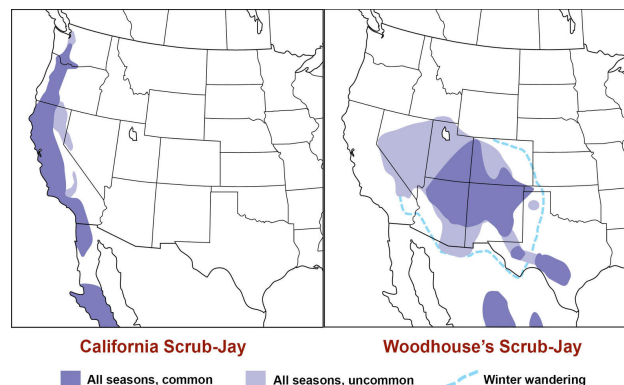 California Scrub-Jay
Woodhouse's Scrub-Jay
All seasons, common
All seasons, uncommon
Winter wandering